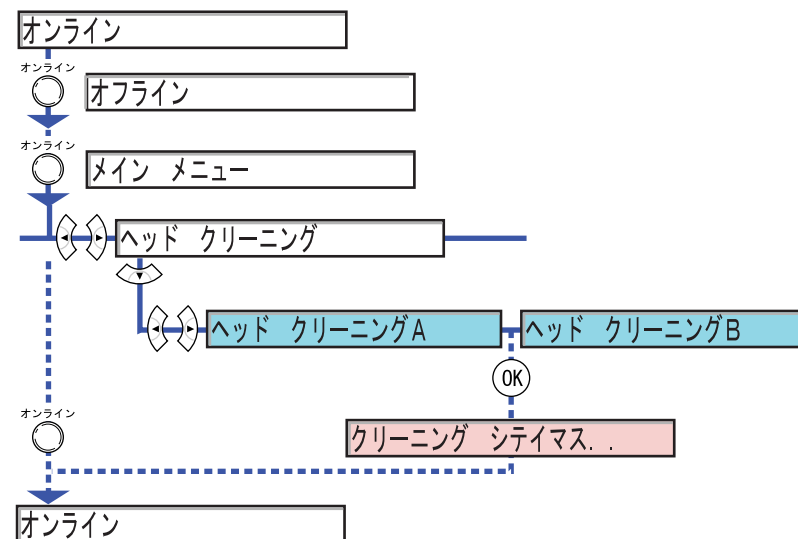 オンライン
オンライン
オフライン
オンライン
メイン メニュー
ヘッド クリーニング
ヘッド クリーニングA
ヘッド クリーニングB
OK
オンライン
クリーニング シテイマス．．
オンライン